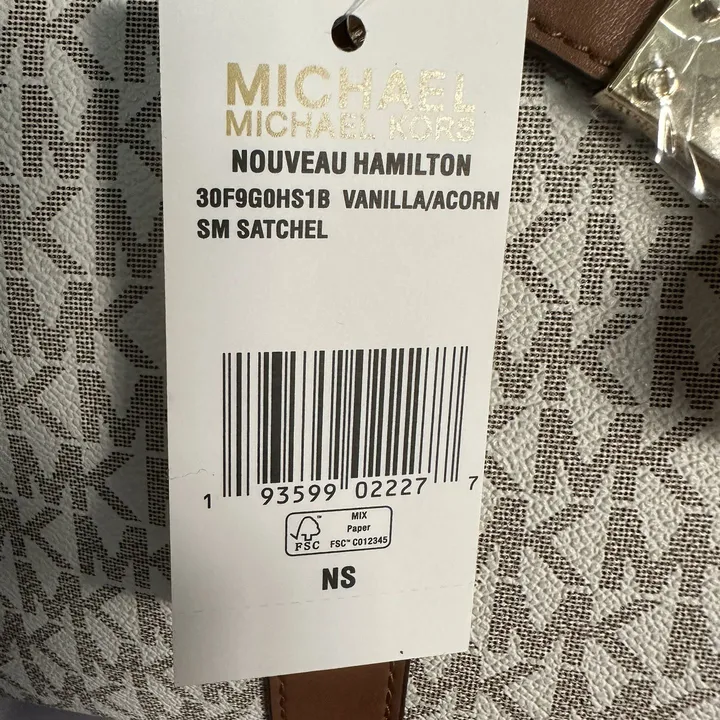 MICHAEL
MICHAEL KORS
NOUVEAU HAMILTON
30F9G0HS1B VANILLA/ACORN
SM SATCHEL
1 93599 02227 7
MIX
Paper
FSC™ C012345
FSC
NS